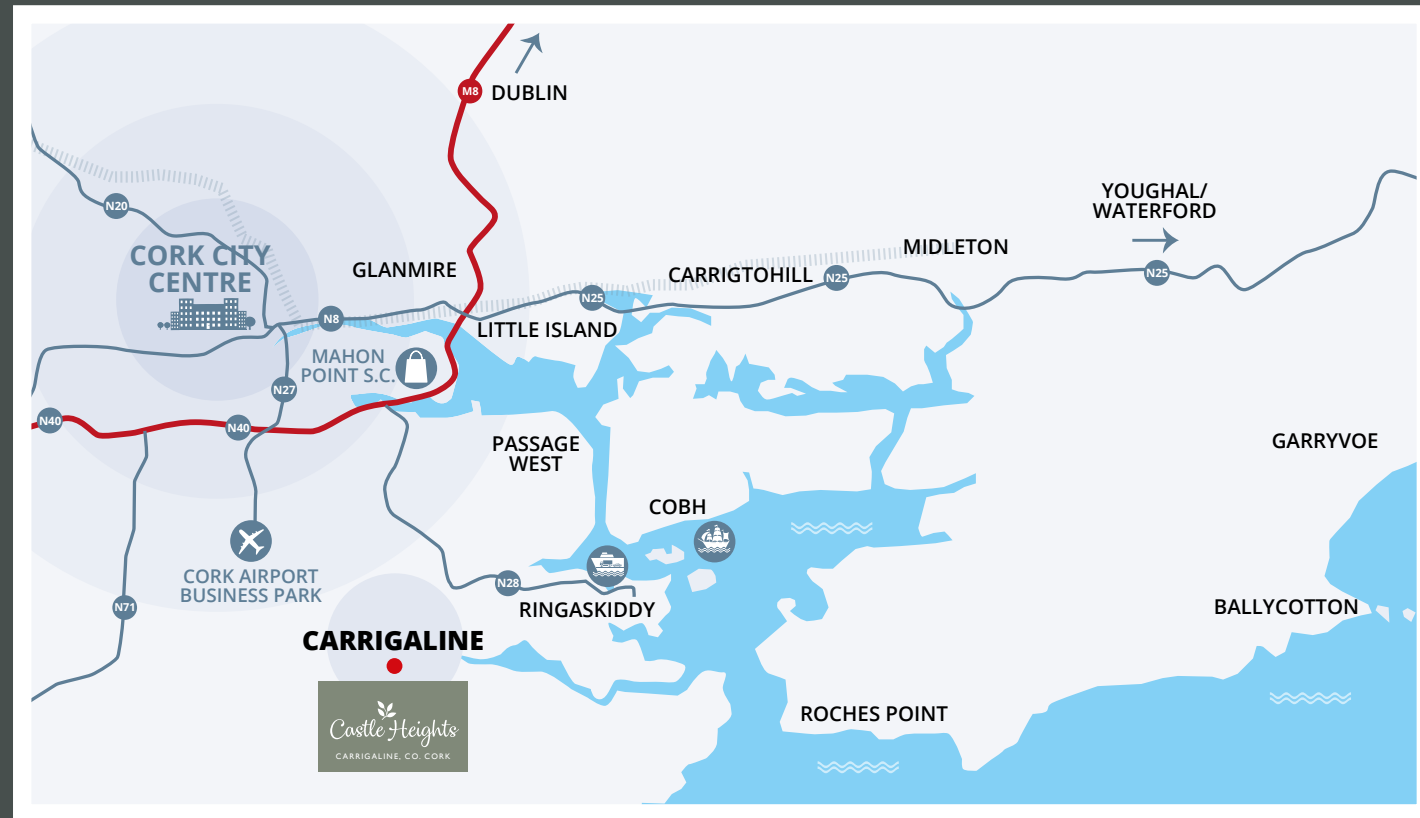 M8
DUBLIN
YOUGHAL/
WATERFORD
N20
CORK CITY
CENTRE
GLANMIRE
MIDLETON
CARRIGTOHILL
N25
N25
N25
N8
LITTLE ISLAND
MAHON
POINT S.C.
N27
N40
N40
PASSAGE
WEST
GARRYVOE
COBH
CORK AIRPORT
BUSINESS PARK
N28
N71
RINGASKIDDY
BALLYCOTTON
CARRIGALINE
ROCHES POINT
Castle Heights
CARRIGALINE, CO. CORK